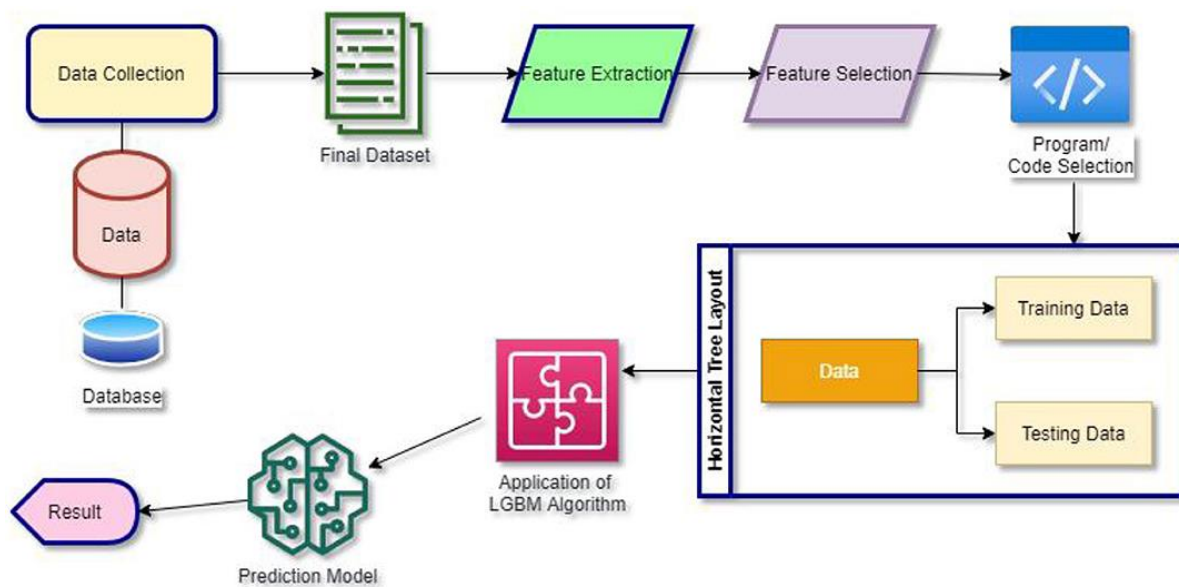 Data Collection
Final Dataset
Feature Extraction
Feature Selection
Program/
Code Selection
Data
Database
Horizontal Tree Layout
Data
Training Data
Testing Data
Application of
LGBM Algorithm
Prediction Model
Result